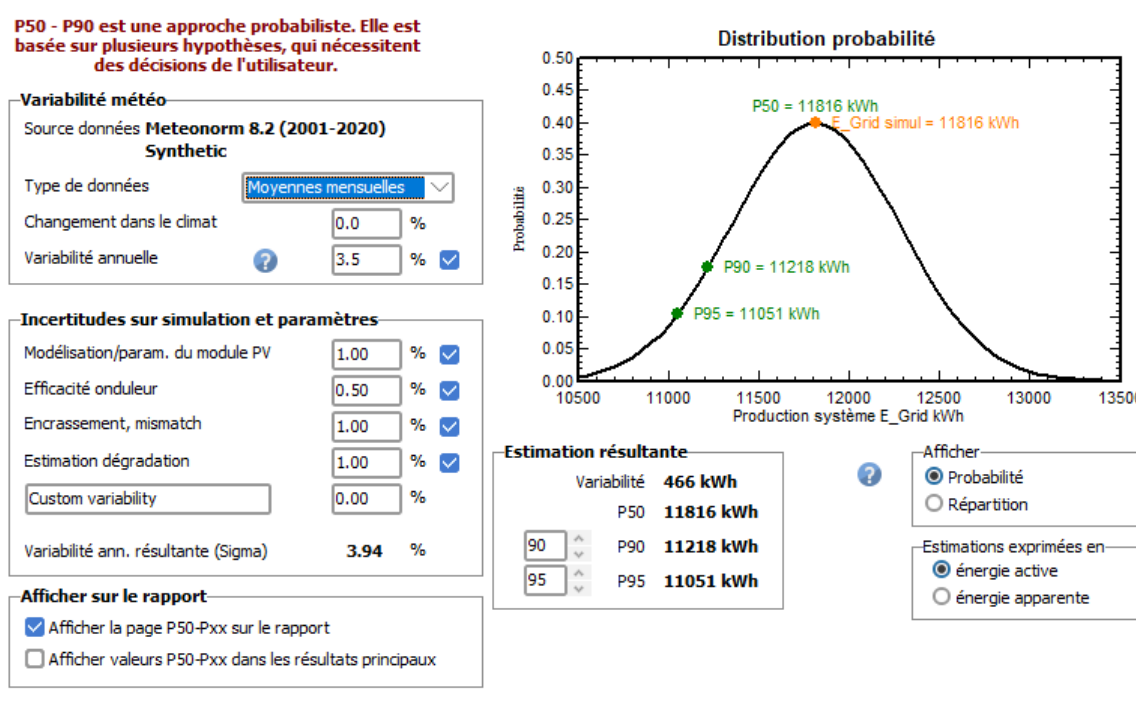 P50 - P90 est une approche probabiliste. Elle est
basée sur plusieurs hypothèses, qui nécessitent
des décisions de l'utilisateur.
Variabilité météo
Source données Meteonorm 8.2 (2001-2020)
Synthetic
Type de données Moyennes mensuelles
Changement dans le climat 0.0 %
Variabilité annuelle ? 3.5 %
Incertitudes sur simulation et paramètres
Modélisation/param. du module PV 1.00 %
Efficacité onduleur 0.50 %
Encrassement, mismatch 1.00 %
Estimation dégradation 1.00 %
Custom variability 0.00 %
Variabilité ann. résultante (Sigma) 3.94 %
Afficher sur le rapport
Afficher la page P50-Pxx sur le rapport
Afficher valeurs P50-Pxx dans les résultats principaux
Distribution probabilité
Probabilité
0.50
0.45
0.40
0.35
0.30
0.25
0.20
0.15
0.10
0.05
0.00
P50 = 11816 kWh
E_Grid simul = 11816 kWh
P90 = 11218 kWh
P95 = 11051 kWh
10500 11000 11500 12000 12500 13000 1350
Production système E_Grid kWh
Estimation résultante
Variabilité 466 kWh
P50 11816 kWh
90 P90 11218 kWh
95 P95 11051 kWh
?
Afficher
Probabilité
Répartition
Estimations exprimées en
énergie active
énergie apparente